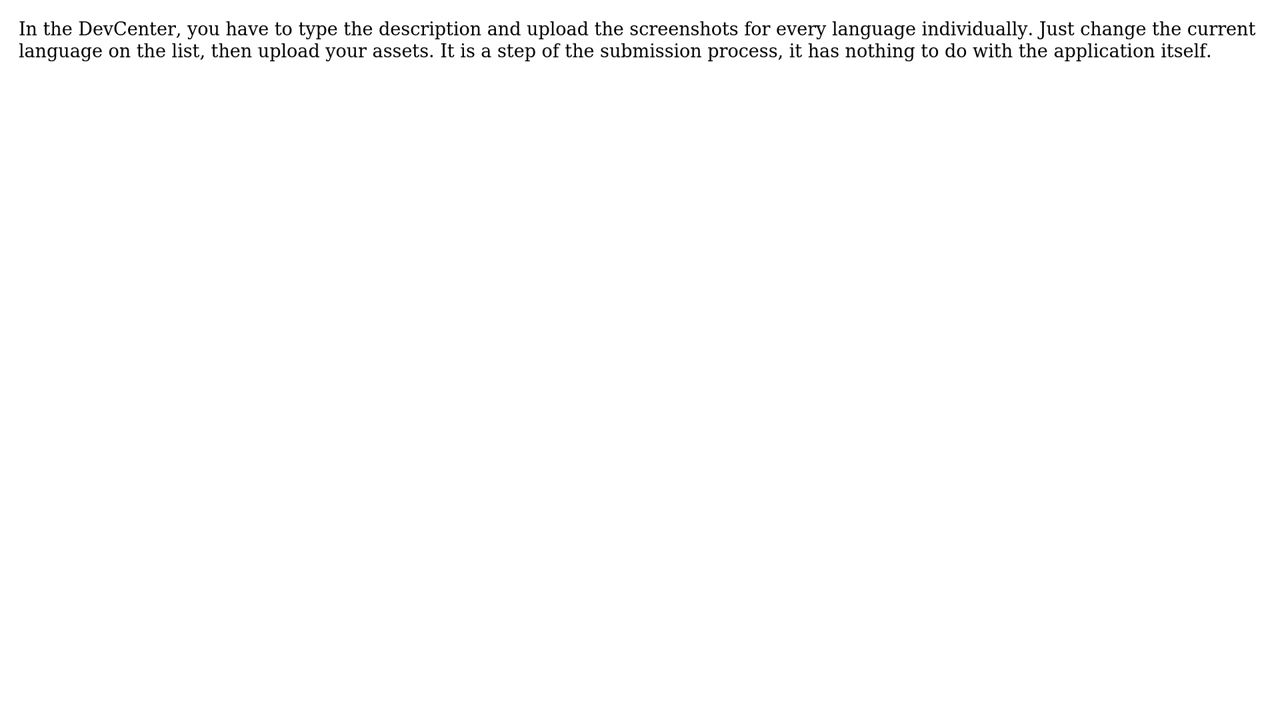 In the DevCenter, you have to type the description and upload the screenshots for every language individually. Just change the current
language on the list, then upload your assets. It is a step of the submission process, it has nothing to do with the application itself.